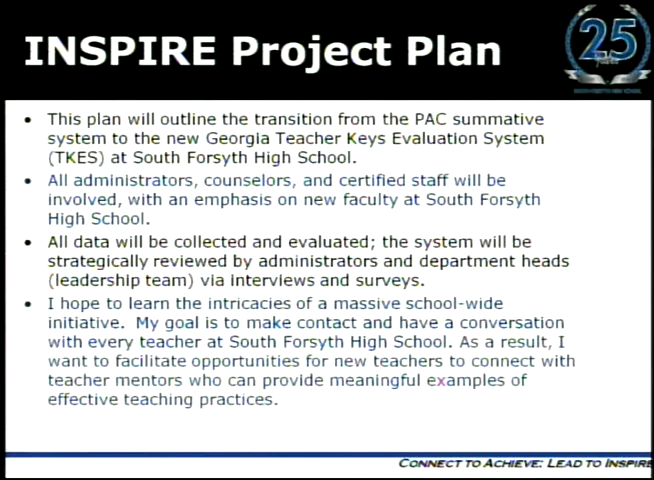 INSPIRE Project Plan
25
years
• This plan will outline the transition from the PAC summative
system to the new Georgia Teacher Keys Evaluation System
(TKES) at South Forsyth High School.
• All administrators, counselors, and certified staff will be
involved, with an emphasis on new faculty at South Forsyth
High School.
• All data will be collected and evaluated; the system will be
strategically reviewed by administrators and department heads
(leadership team) via interviews and surveys.
• I hope to learn the intricacies of a massive school-wide
initiative. My goal is to make contact and have a conversation
with every teacher at South Forsyth High School. As a result, I
want to facilitate opportunities for new teachers to connect with
teacher mentors who can provide meaningful examples of
effective teaching practices.
CONNECT TO ACHIEVE: LEAD TO INSPIRE